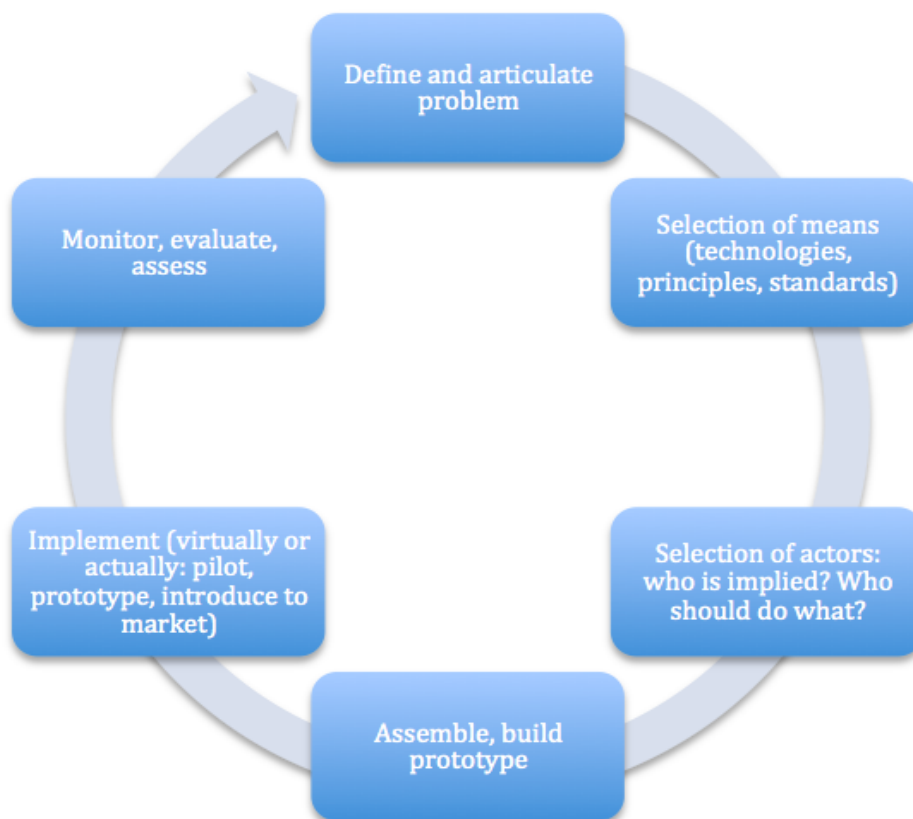 Define and articulate
problem
Selection of means
(technologies,
principles, standards)
Selection of actors:
who is implied? Who
should do what?
Assemble, build
prototype
Implement (virtually or
actually: pilot,
prototype, introduce to
market)
Monitor, evaluate,
assess